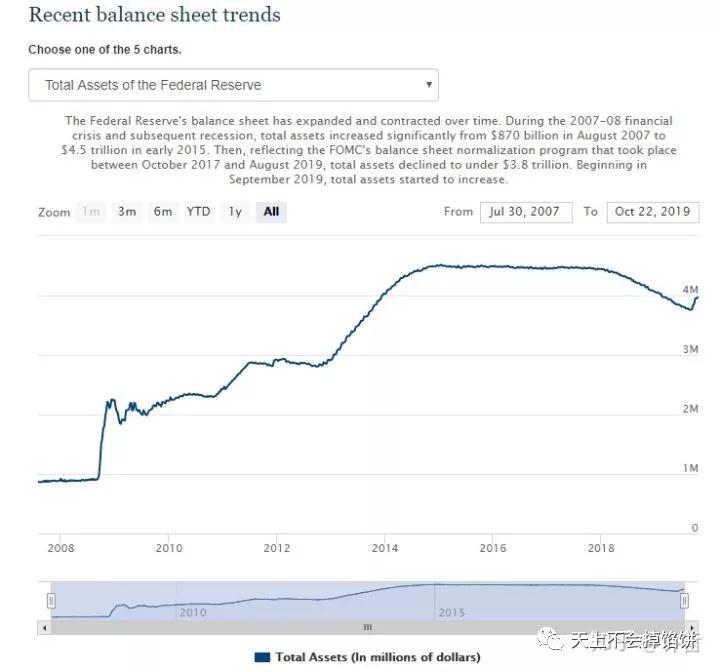 Recent balance sheet trends
Choose one of the 5 charts.
Total Assets of the Federal Reserve
The Federal Reserve's balance sheet has expanded and contracted over time. During the 2007-08 financial
crisis and subsequent recession, total assets increased significantly from $870 billion in August 2007 to
$4.5 trillion in early 2015. Then, reflecting the FOMC's balance sheet normalization program that took place
between October 2017 and August 2019, total assets declined to under $3.8 trillion. Beginning in
September 2019, total assets started to increase.
Zoom 1m 3m 6m YTD 1y All From Jul 30, 2007 To Oct 22, 2019
4M
3M
2M
1M
0
2008 2010 2012 2014 2016 2018
2010 2015
天上不会掉馅饼
Total Assets (In millions of dollars)